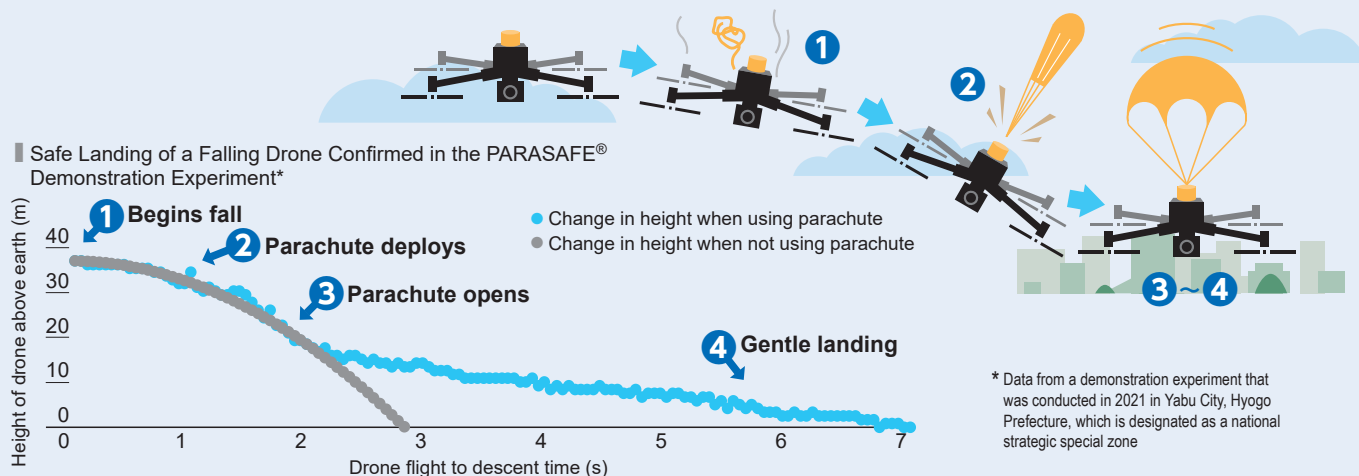 1
2
3 ~ 4
Safe Landing of a Falling Drone Confirmed in the PARASAFE®
Demonstration Experiment*
Height of drone above earth (m)
1 Begins fall
2 Parachute deploys
3 Parachute opens
4 Gentle landing
Change in height when using parachute
Change in height when not using parachute
40
30
20
10
0
0 1 2 3 4 5 6 7
Drone flight to descent time (s)
* Data from a demonstration experiment that
was conducted in 2021 in Yabu City, Hyogo
Prefecture, which is designated as a national
strategic special zone